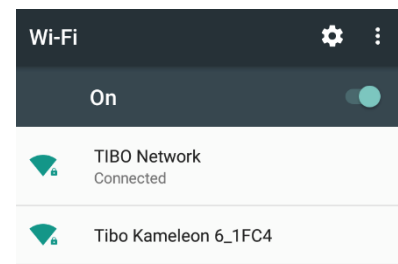 Wi-Fi
On
TIBO Network
Connected
Tibo Kameleon 6_1FC4